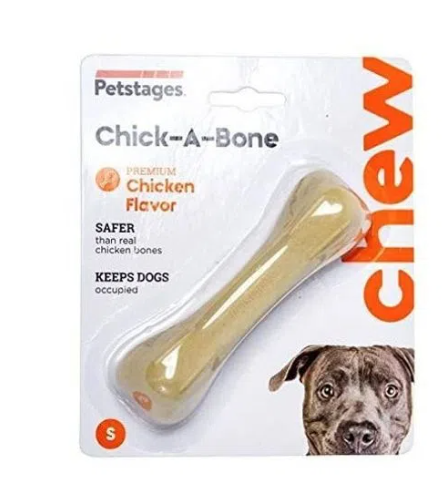 Petstages
Chick-A-Bone
PREMIUM
Chicken
Flavor
SAFER
than real
chicken bones
KEEPS DOGS
occupied
S
chew